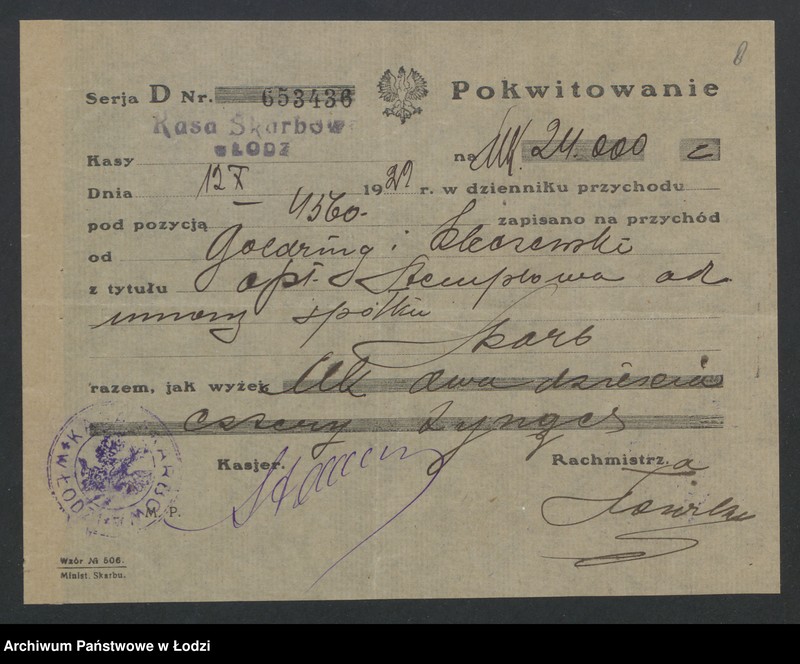 8
Serja D Nr. 653436 Pokwitowanie
Kasa Skarbowa
w ŁODZ
Kasy na Mk. 24.000
Dnia 12 X 192 r. w dzienniku przychodu
pod pozycją 4560. zapisano na przychód
od Goldring i
z tytułu opł. Stemplowa od
umowy spółki
Skarb
razem, jak wyżej Mk dwadzieścia
cztery tysiące
Kasjer. Rachmistrz.
M. P.
Wzór № 506.
Minist. Skarbu.
Archiwum Państwowe w Łodzi